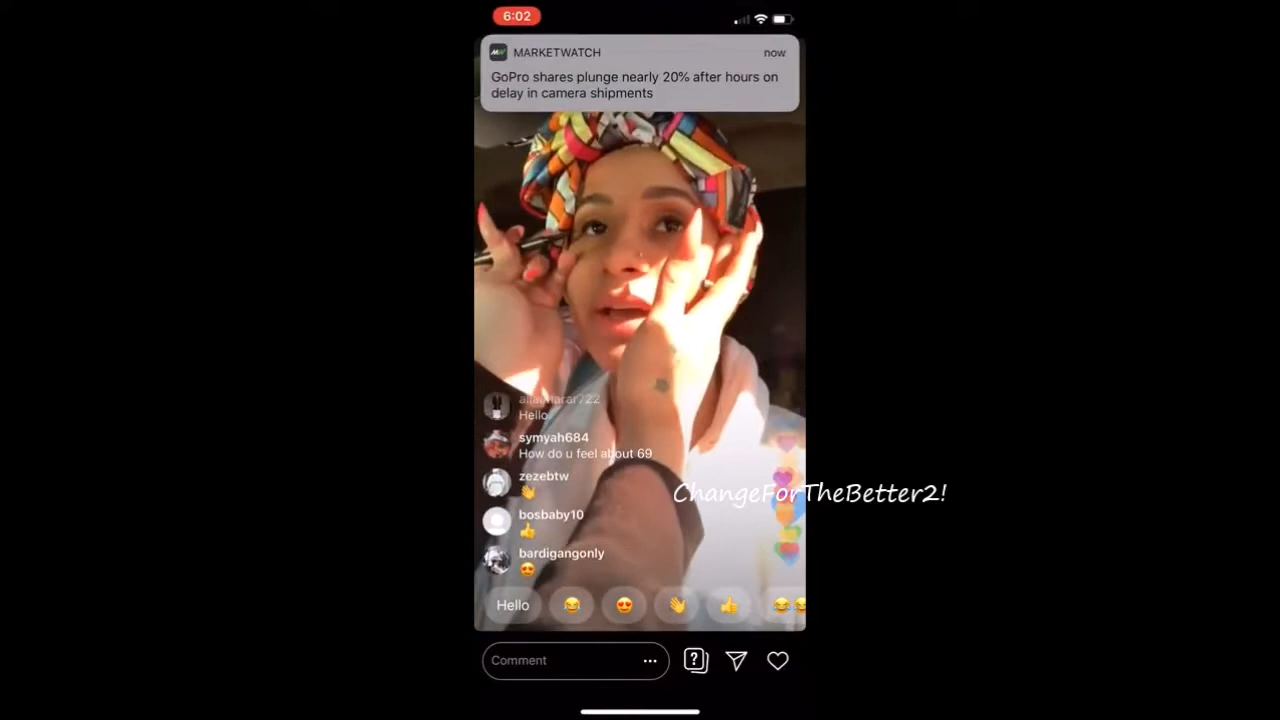 6:02
MARKETWATCH now
GoPro shares plunge nearly 20% after hours on
delay in camera shipments
Hello
symyah684
How do u feel about 69
zezebtw
👋
bosbaby10
👍
bardigangonly
😍
ChangeForTheBetter2!
Hello 😂 😍 👋 👍 😂😂
Comment